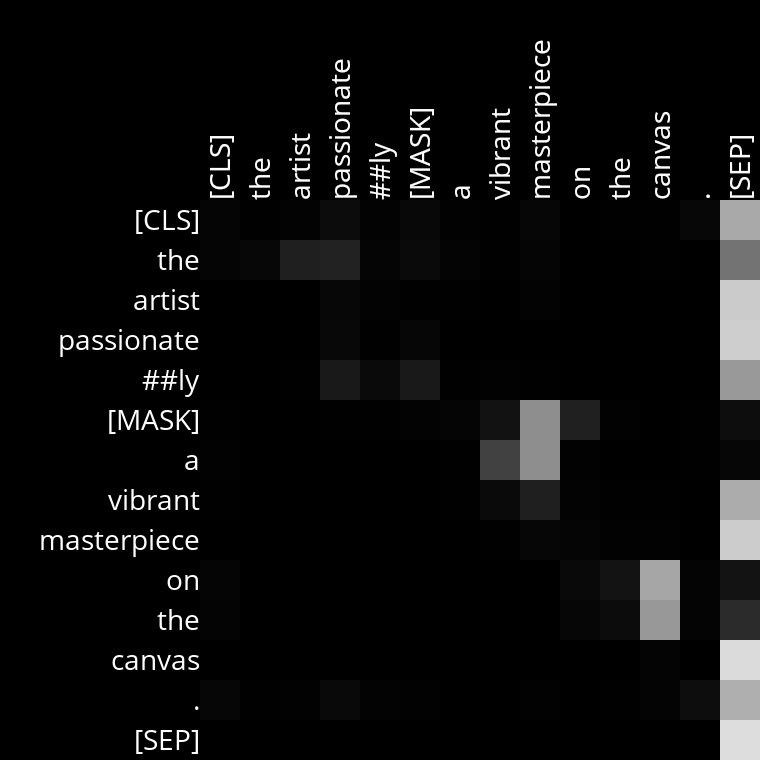 [CLS]
the
artist
passionate
##ly
[MASK]
a
vibrant
masterpiece
on
the
canvas
.
[SEP]
[CLS]
the
artist
passionate
##ly
[MASK]
a
vibrant
masterpiece
on
the
canvas
.
[SEP]